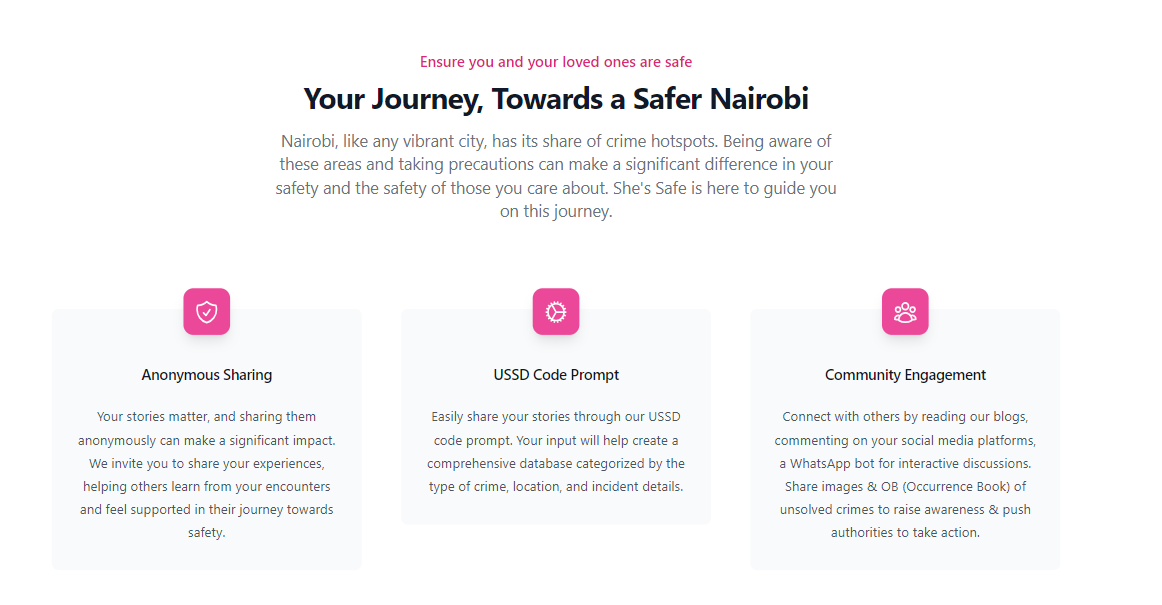 Ensure you and your loved ones are safe
Your Journey, Towards a Safer Nairobi
Nairobi, like any vibrant city, has its share of crime hotspots. Being aware of
these areas and taking precautions can make a significant difference in your
safety and the safety of those you care about. She's Safe is here to guide you
on this journey.
Anonymous Sharing
Your stories matter, and sharing them
anonymously can make a significant impact.
We invite you to share your experiences,
helping others learn from your encounters
and feel supported in their journey towards
safety.
USSD Code Prompt
Easily share your stories through our USSD
code prompt. Your input will help create a
comprehensive database categorized by the
type of crime, location, and incident details.
Community Engagement
Connect with others by reading our blogs,
commenting on your social media platforms,
a WhatsApp bot for interactive discussions.
Share images & OB (Occurrence Book) of
unsolved crimes to raise awareness & push
authorities to take action.